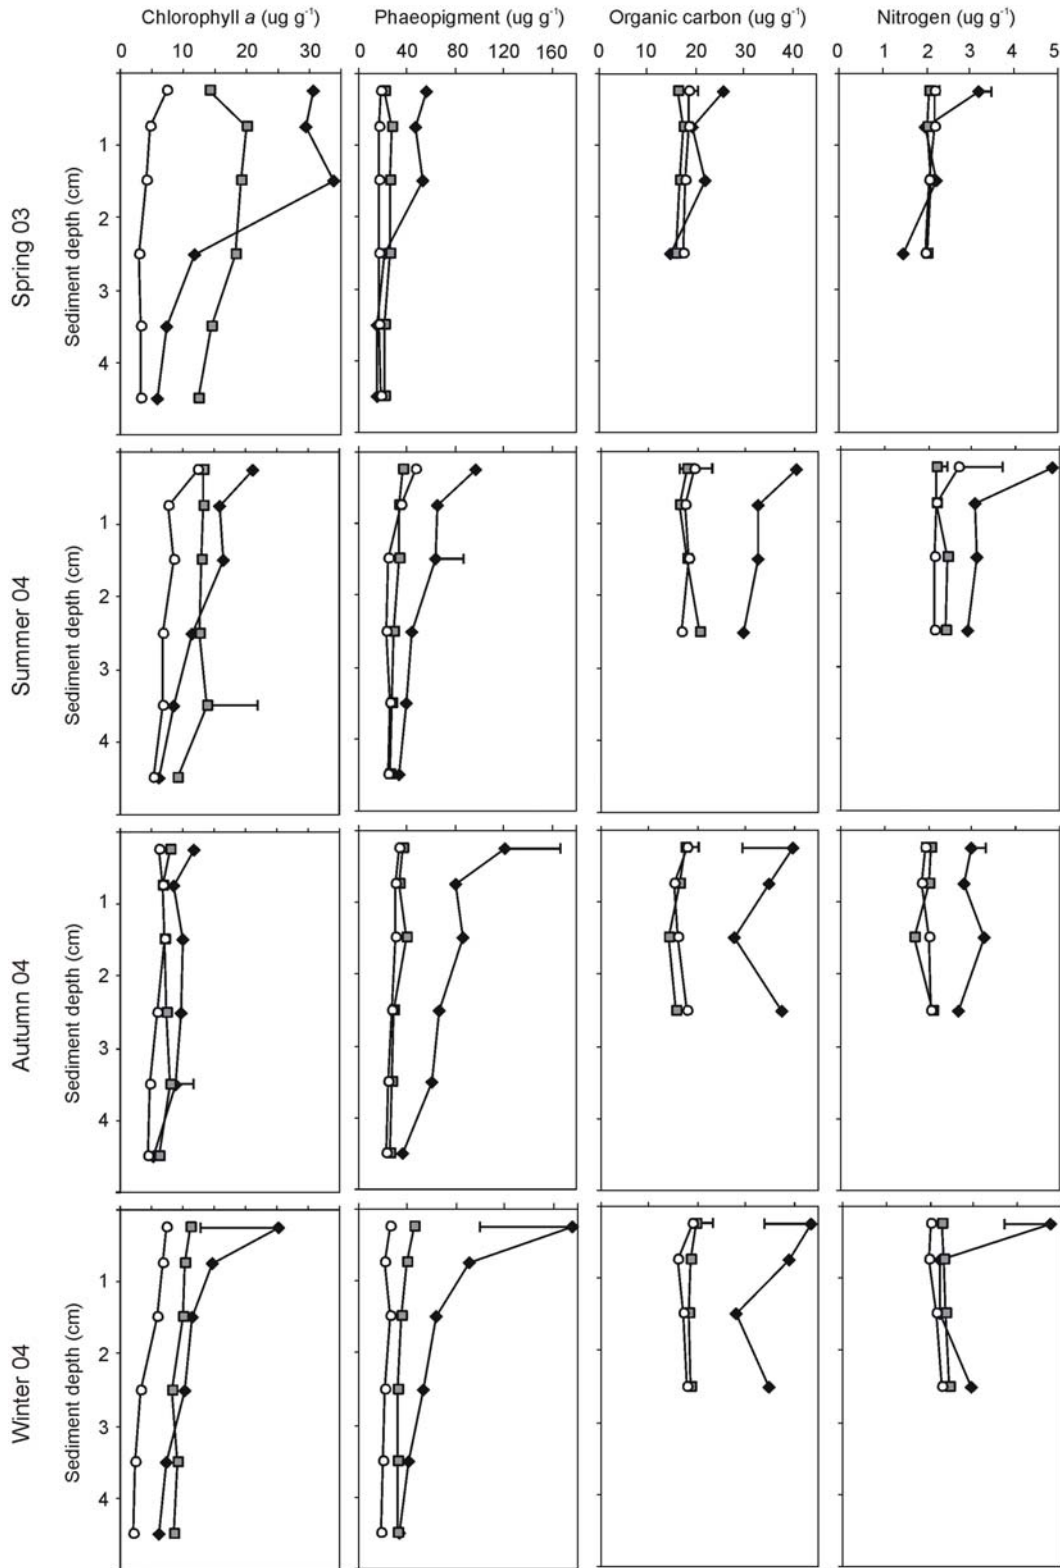 Chlorophyll a (ug g⁻¹) Phaeopigment (ug g⁻¹) Organic carbon (ug g⁻¹) Nitrogen (ug g⁻¹)
0 10 20 30 0 40 80 120 160 0 10 20 30 40 0 1 2 3 4 5
Spring 03
Sediment depth (cm)
1
2
3
4
Summer 04
Sediment depth (cm)
1
2
3
4
Autumn 04
Sediment depth (cm)
1
2
3
4
Winter 04
Sediment depth (cm)
1
2
3
4